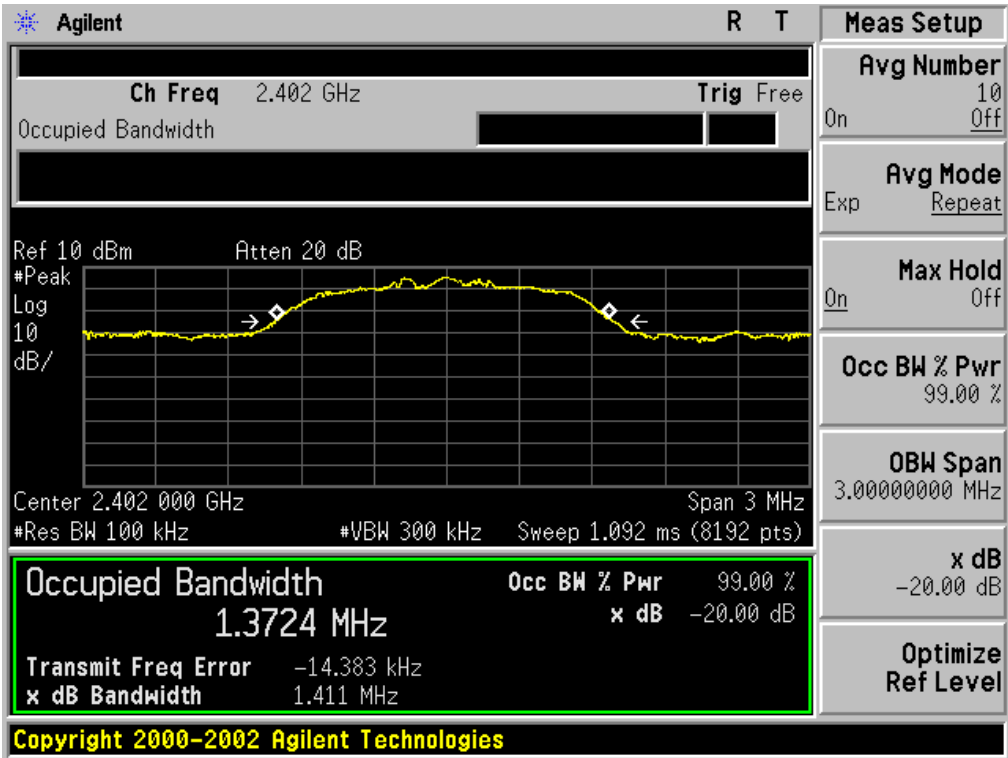 Agilent R T
Ch Freq 2.402 GHz Trig Free
Occupied Bandwidth
Ref 10 dBm Atten 20 dB
#Peak
Log
10
dB/
Center 2.402 000 GHz Span 3 MHz
#Res BW 100 kHz #VBW 300 kHz Sweep 1.092 ms (8192 pts)
Occupied Bandwidth Occ BW % Pwr 99.00 %
1.3724 MHz x dB -20.00 dB
Transmit Freq Error -14.383 kHz
x dB Bandwidth 1.411 MHz
Copyright 2000-2002 Agilent Technologies
Meas Setup
Avg Number
10
On Off
Avg Mode
Exp Repeat
Max Hold
On Off
Occ BW % Pwr
99.00 %
OBW Span
3.00000000 MHz
x dB
-20.00 dB
Optimize
Ref Level